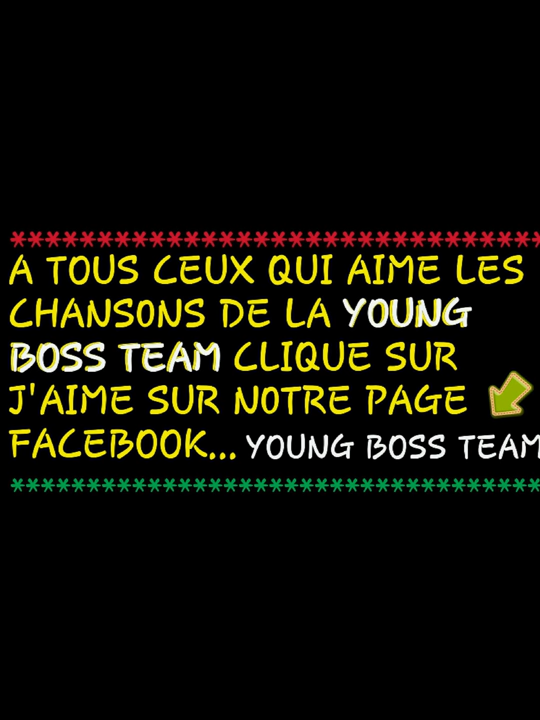 *******************************
A TOUS CEUX QUI AIME LES
CHANSONS DE LA YOUNG
BOSS TEAM CLIQUE SUR
J'AIME SUR NOTRE PAGE
FACEBOOK... YOUNG BOSS TEAM
*******************************